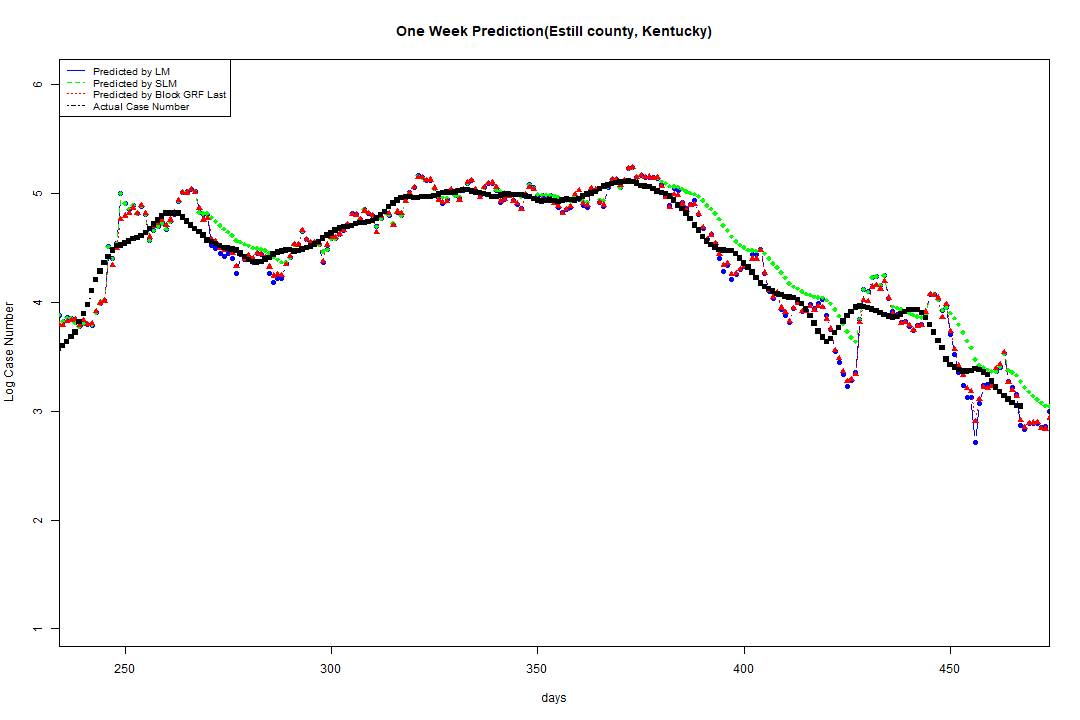 One Week Prediction(Estill county, Kentucky)
Predicted by LM
Predicted by SLM
Predicted by Block GRF Last
Actual Case Number
6
5
4
3
2
1
Log Case Number
250
300
350
400
450
days